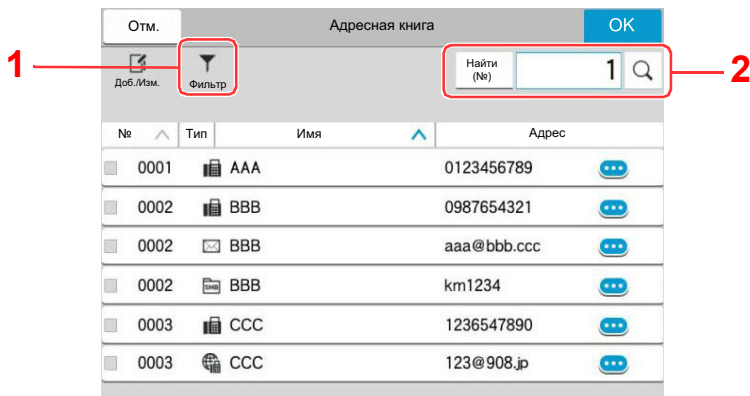 Отм. Адресная книга OK
1
Доб./Изм. Фильтр Найти (№) 1
2
№ Тип Имя Адрес
0001 AAA 0123456789
0002 BBB 0987654321
0002 BBB aaa@bbb.ccc
0002 SMB BBB km1234
0003 CCC 1236547890
0003 CCC 123@908.jp